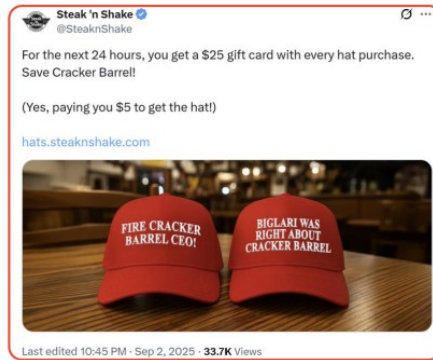 Steak 'n Shake
@SteaknShake
For the next 24 hours, you get a $25 gift card with every hat purchase.
Save Cracker Barrel!
(Yes, paying you $5 to get the hat!)
hats.steaknshake.com
FIRE CRACKER
BARREL CEO!
BIGLARI WAS
RIGHT ABOUT
CRACKER BARREL
Last edited 10:45 PM · Sep 2, 2025 · 33.7K Views